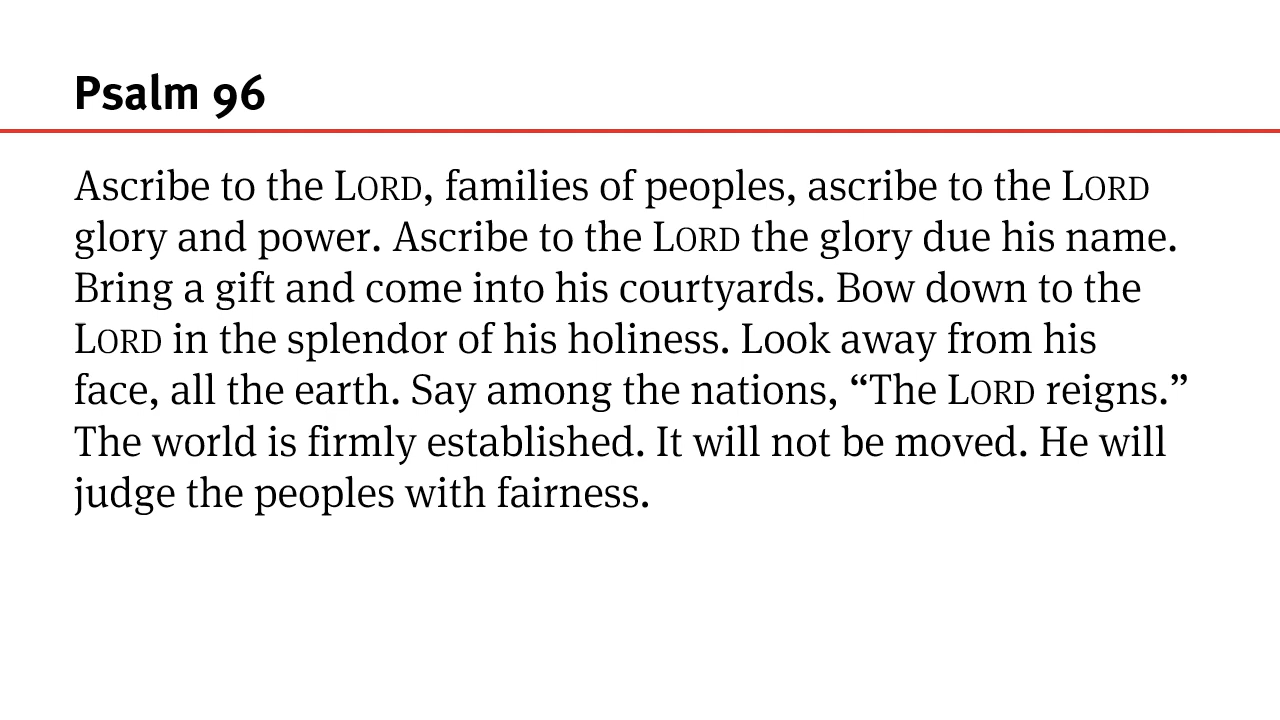 Psalm 96
Ascribe to the LORD, families of peoples, ascribe to the LORD
glory and power. Ascribe to the LORD the glory due his name.
Bring a gift and come into his courtyards. Bow down to the
LORD in the splendor of his holiness. Look away from his
face, all the earth. Say among the nations, “The LORD reigns.”
The world is firmly established. It will not be moved. He will
judge the peoples with fairness.